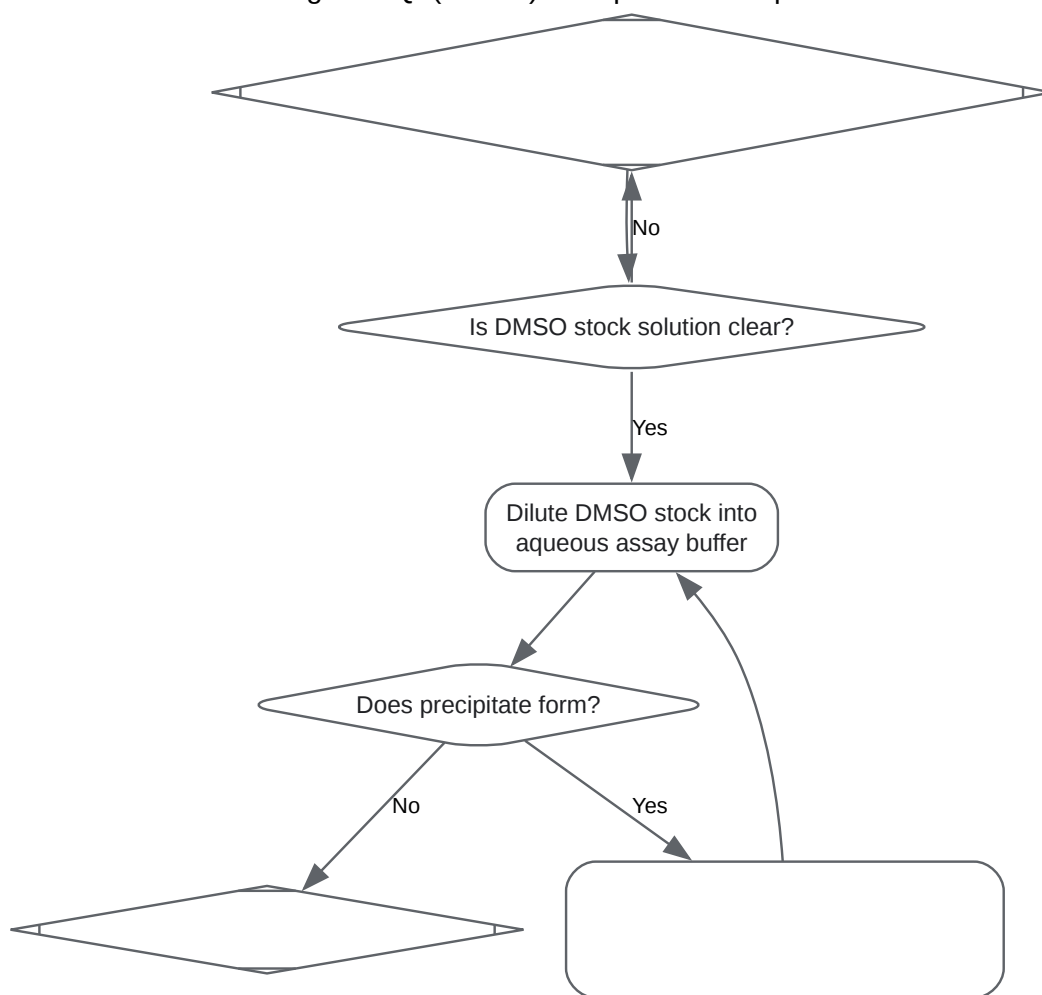 No
Is DMSO stock solution clear?
Yes
Dilute DMSO stock into
aqueous assay buffer
Does precipitate form?
No
Yes